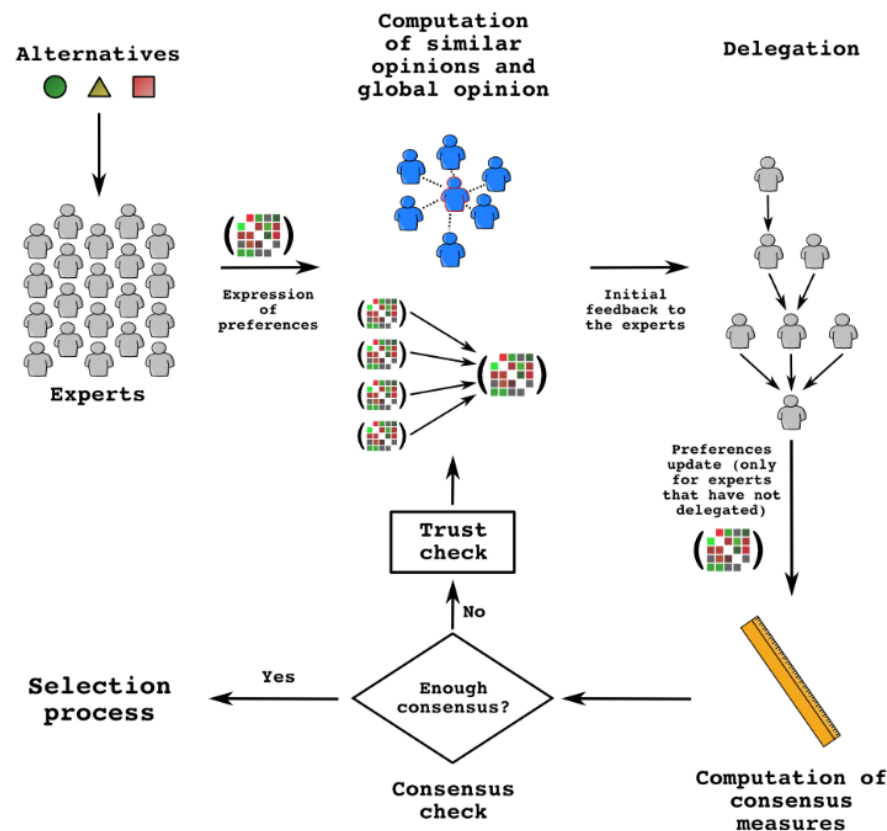 Alternatives
Experts
Expression
of
preferences
Computation
of similar
opinions and
global opinion
Initial
feedback to
the experts
Delegation
Preferences
update (only
for experts
that have not
delegated)
Computation of
consensus
measures
Enough
consensus?
Consensus
check
No
Trust
check
Yes
Selection
process